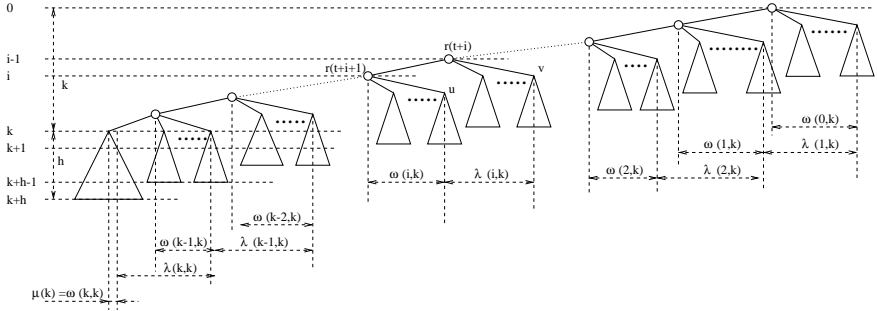 0
k
i-1
i
r(t+i)
r(t+i+1)
v
u
k
k+1
h
k+h-1
k+h
ω (0,k)
ω (1,k)
λ (1,k)
ω (2,k)
λ (2,k)
ω (i,k)
λ (i,k)
ω (k-2,k)
ω (k-1,k)
λ (k-1,k)
λ(k,k)
μ(k) =ω(k,k)